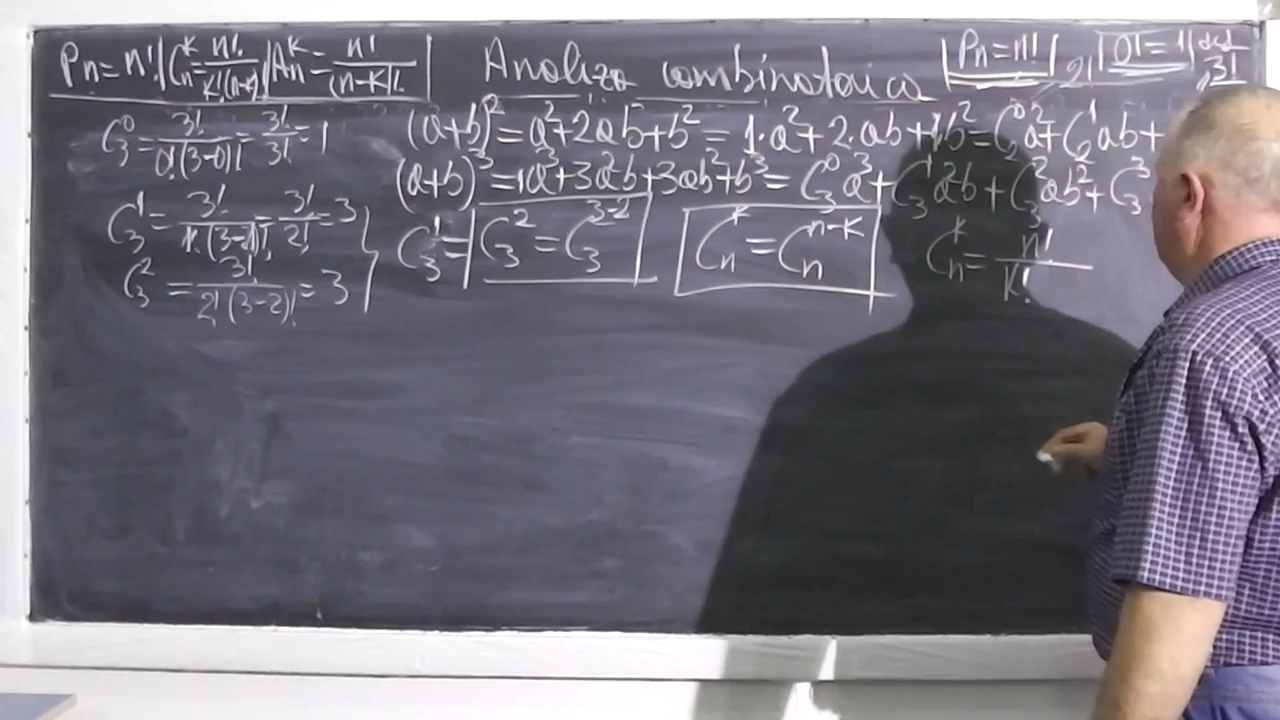 Pn = n! | C_n^k = n!/(k!(n-k)!) | A_n^k = n!/(n-k)! |
Analiza combinatorica
| Pn = n! | 2! | 0! = 1 | def 3!
C_3^0 = 3!/(0!(3-0)!) = 3!/3! = 1
(a+b)^2 = a^2 + 2ab + b^2 = 1·a^2 + 2·ab + 1b^2 = C_2^0 a^2 + C_2^1 ab +
(a+b)^3 = 1a^3 + 3a^2b + 3ab^2 + b^3 = C_3^0 a^3 + C_3^1 a^2b + C_3^2 ab^2 + C_3^3
C_3^1 = 3!/(1!·(3-1)!) = 3!/2! = 3
C_3^1 = | C_3^2 = C_3^{3-2} |
C_n^k = C_n^{n-k}
C_n^k = n!/k!
C_3^2 = 3!/(2!(3-2)!) = 3